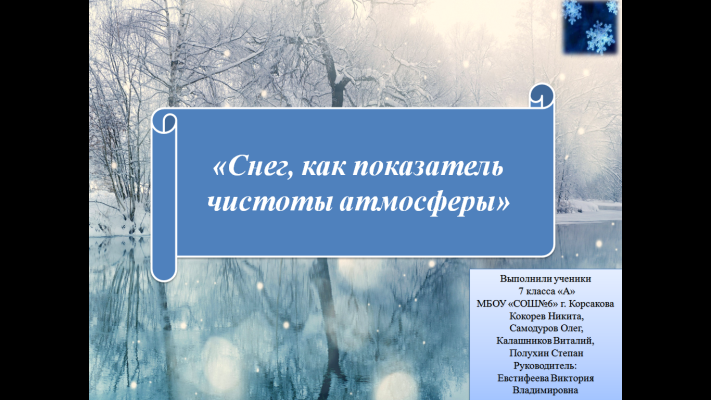 «Снег, как показатель
чистоты атмосферы»
Выполнили ученики
7 класса «А»
МБОУ «СОШ№6» г. Корсакова
Кокорев Никита,
Самодуров Олег,
Калашников Виталий,
Полухин Степан
Руководитель:
Евстифеева Виктория
Владимировна